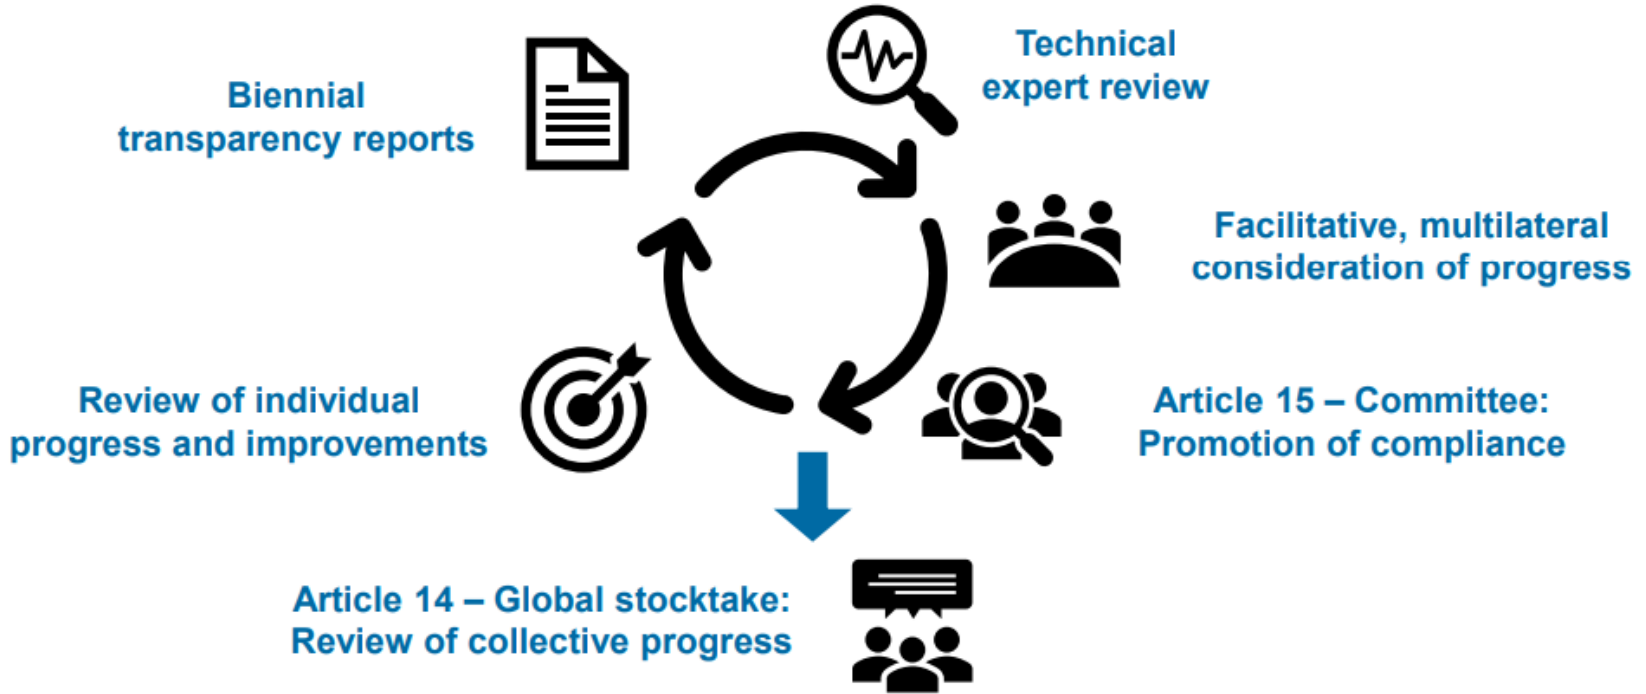 Biennial
transparency reports
Technical
expert review
Facilitative, multilateral
consideration of progress
Article 15 – Committee:
Promotion of compliance
Review of individual
progress and improvements
Article 14 – Global stocktake:
Review of collective progress